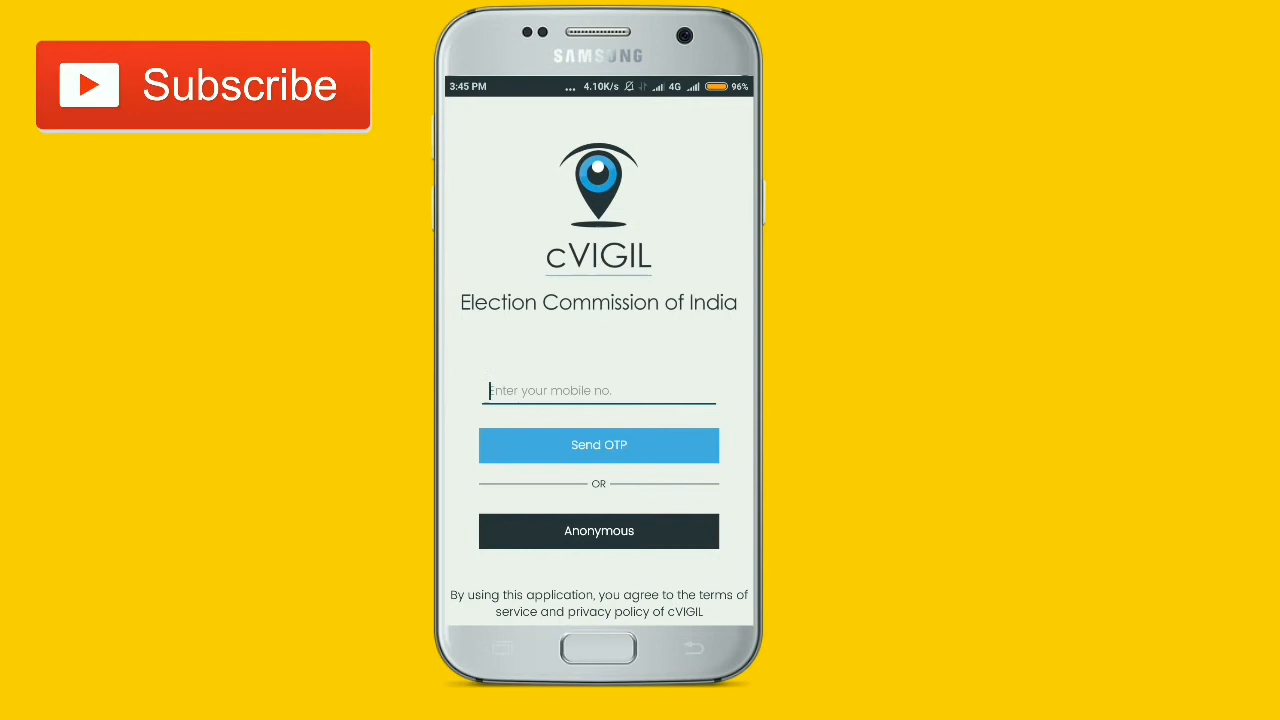 Subscribe
SAMSUNG
3:45 PM ... 4.10K/s 4G 96%
cVIGIL
Election Commission of India
Enter your mobile no.
Send OTP
OR
Anonymous
By using this application, you agree to the terms of
service and privacy policy of cVIGIL